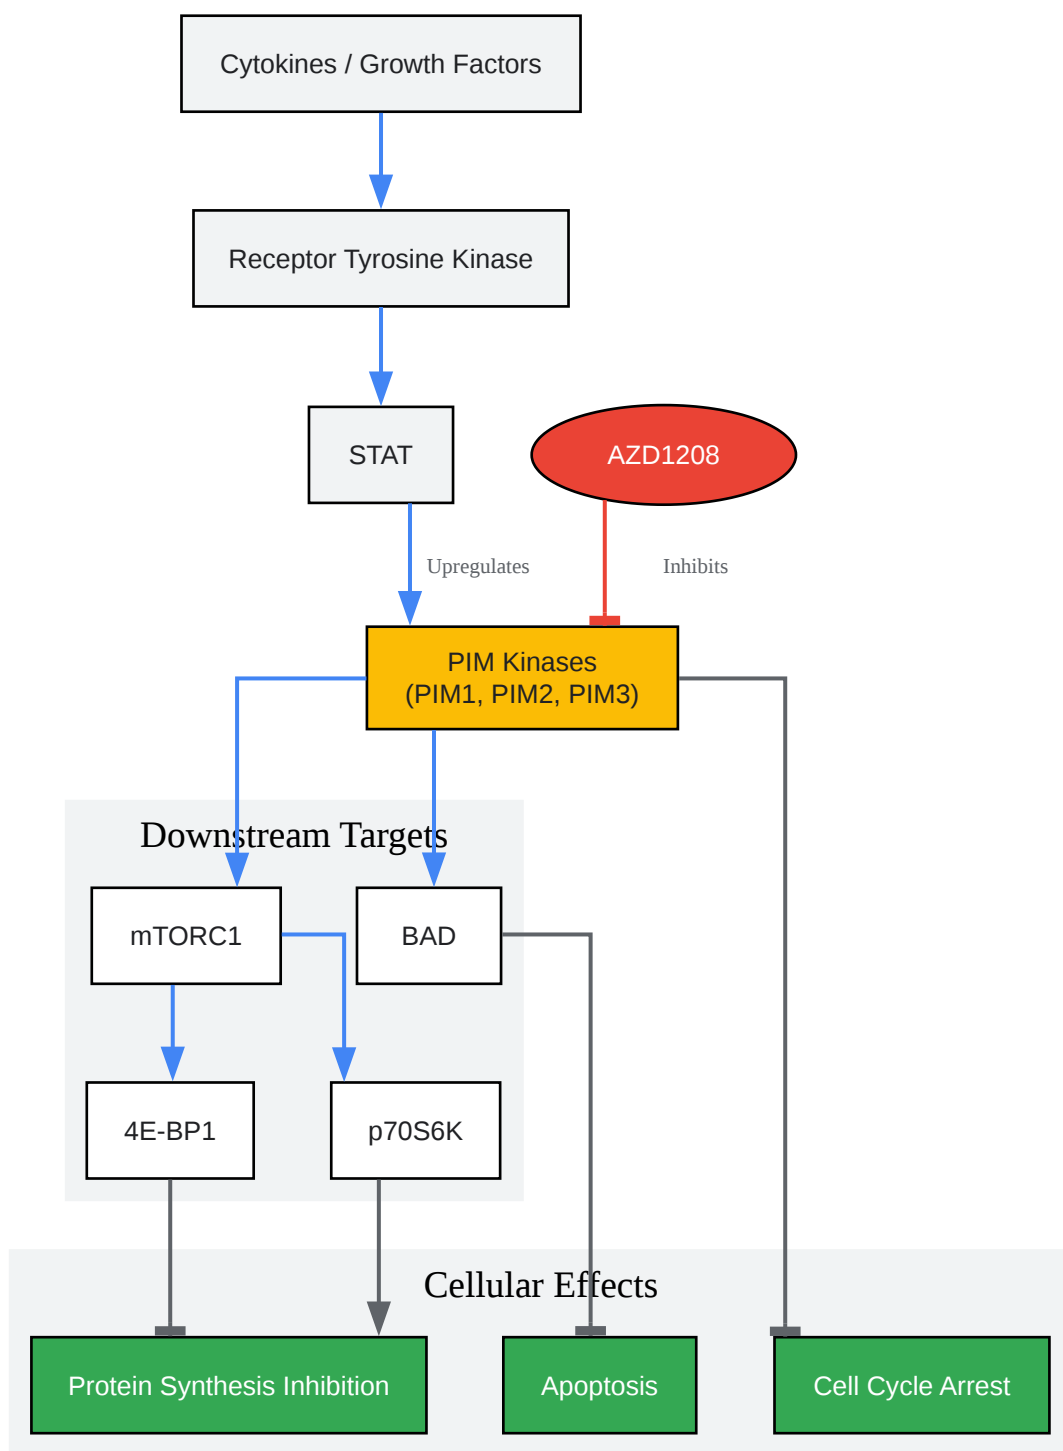 Cytokines / Growth Factors
Receptor Tyrosine Kinase
STAT
AZD1208
Upregulates
Inhibits
PIM Kinases
(PIM1, PIM2, PIM3)
Downstream Targets
mTORC1
BAD
4E-BP1
p70S6K
Cellular Effects
Protein Synthesis Inhibition
Apoptosis
Cell Cycle Arrest